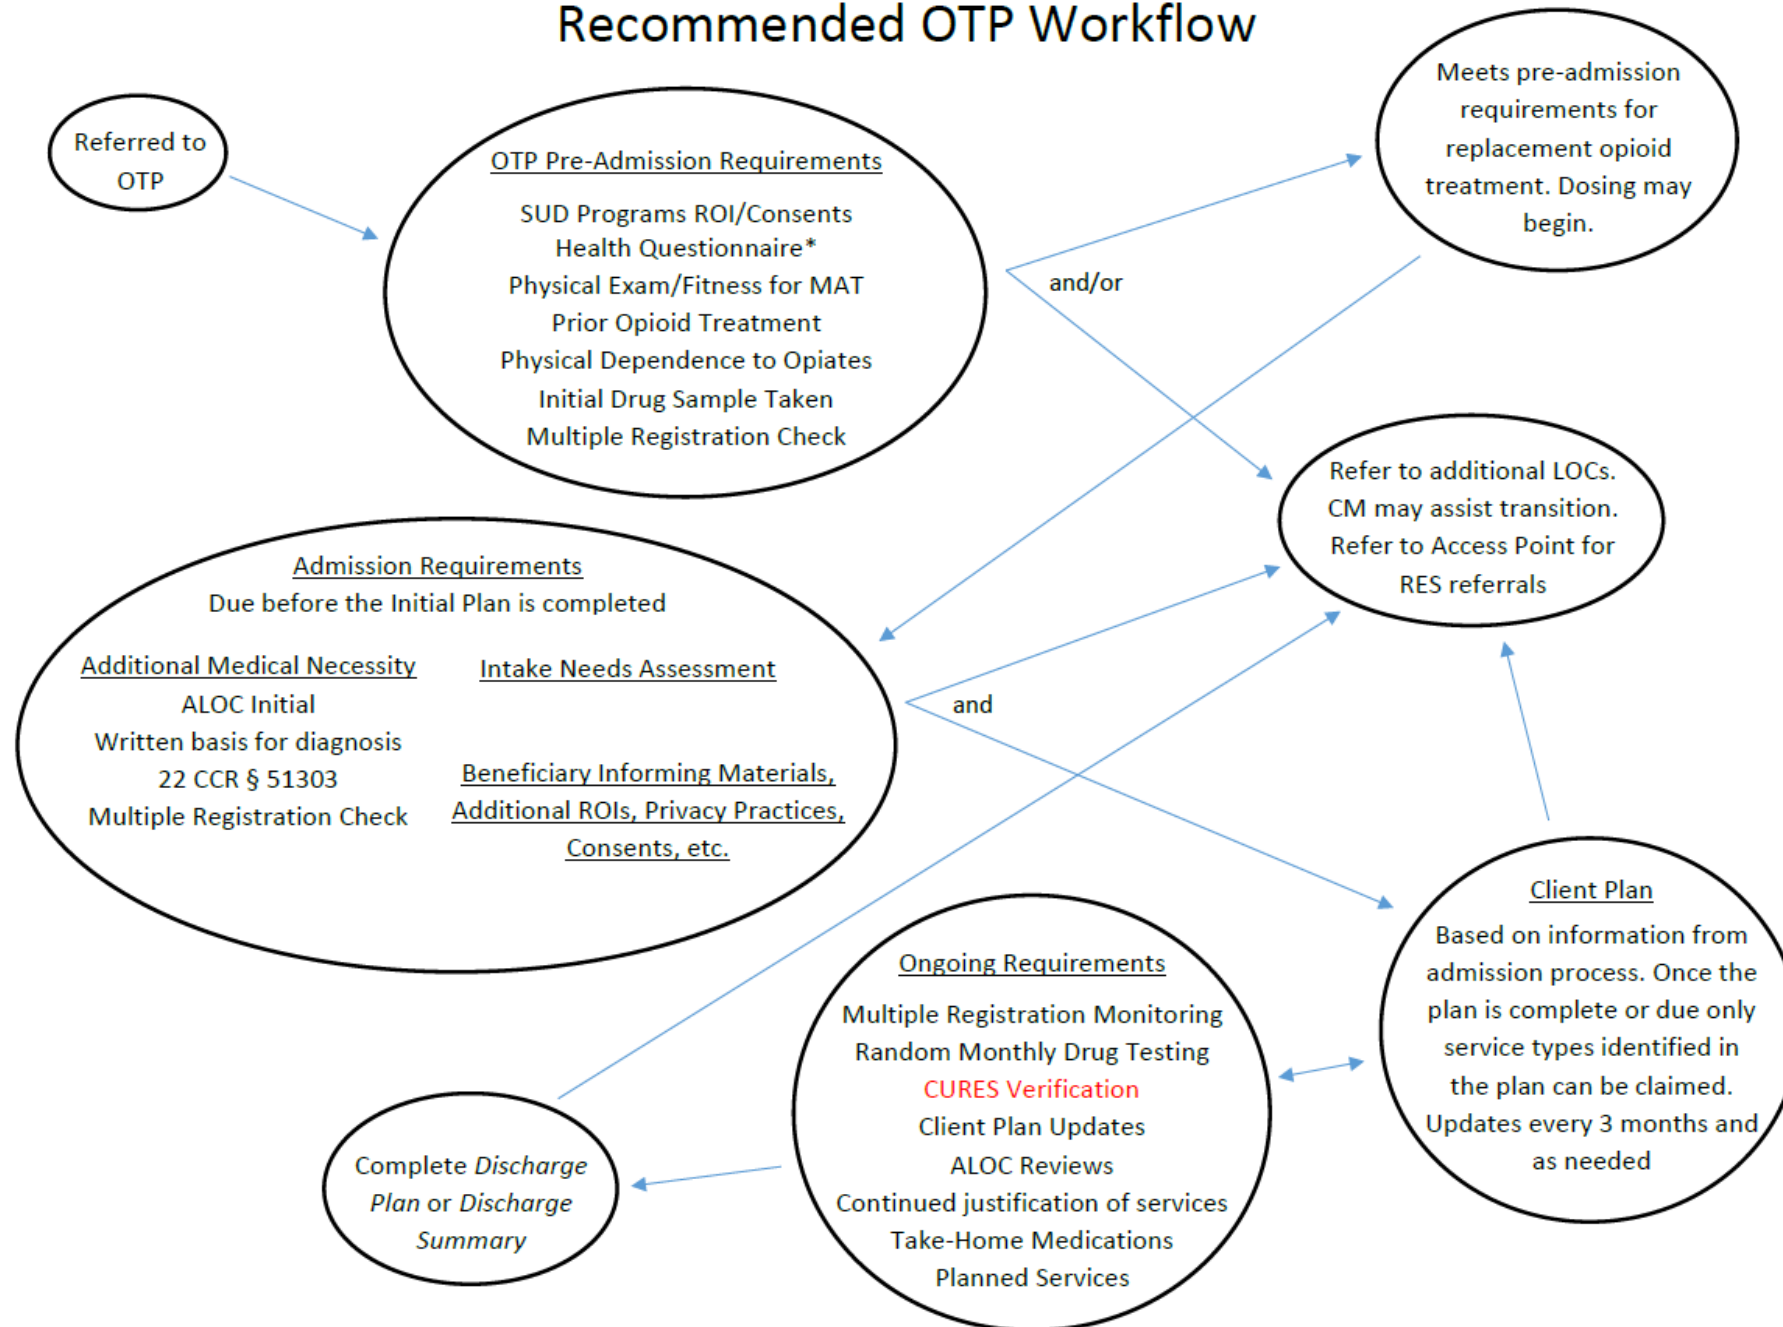 Recommended OTP Workflow
Referred to
OTP
OTP Pre-Admission Requirements
SUD Programs ROI/Consents
Health Questionnaire*
Physical Exam/Fitness for MAT
Prior Opioid Treatment
Physical Dependence to Opiates
Initial Drug Sample Taken
Multiple Registration Check
and/or
Meets pre-admission
requirements for
replacement opioid
treatment. Dosing may
begin.
Refer to additional LOCs.
CM may assist transition.
Refer to Access Point for
RES referrals
Admission Requirements
Due before the Initial Plan is completed
Additional Medical Necessity
ALOC Initial
Written basis for diagnosis
22 CCR § 51303
Multiple Registration Check
Intake Needs Assessment
Beneficiary Informing Materials,
Additional ROIs, Privacy Practices,
Consents, etc.
and
Client Plan
Based on information from
admission process. Once the
plan is complete or due only
service types identified in
the plan can be claimed.
Updates every 3 months and
as needed
Ongoing Requirements
Multiple Registration Monitoring
Random Monthly Drug Testing
CURES Verification
Client Plan Updates
ALOC Reviews
Continued justification of services
Take-Home Medications
Planned Services
Complete Discharge
Plan or Discharge
Summary